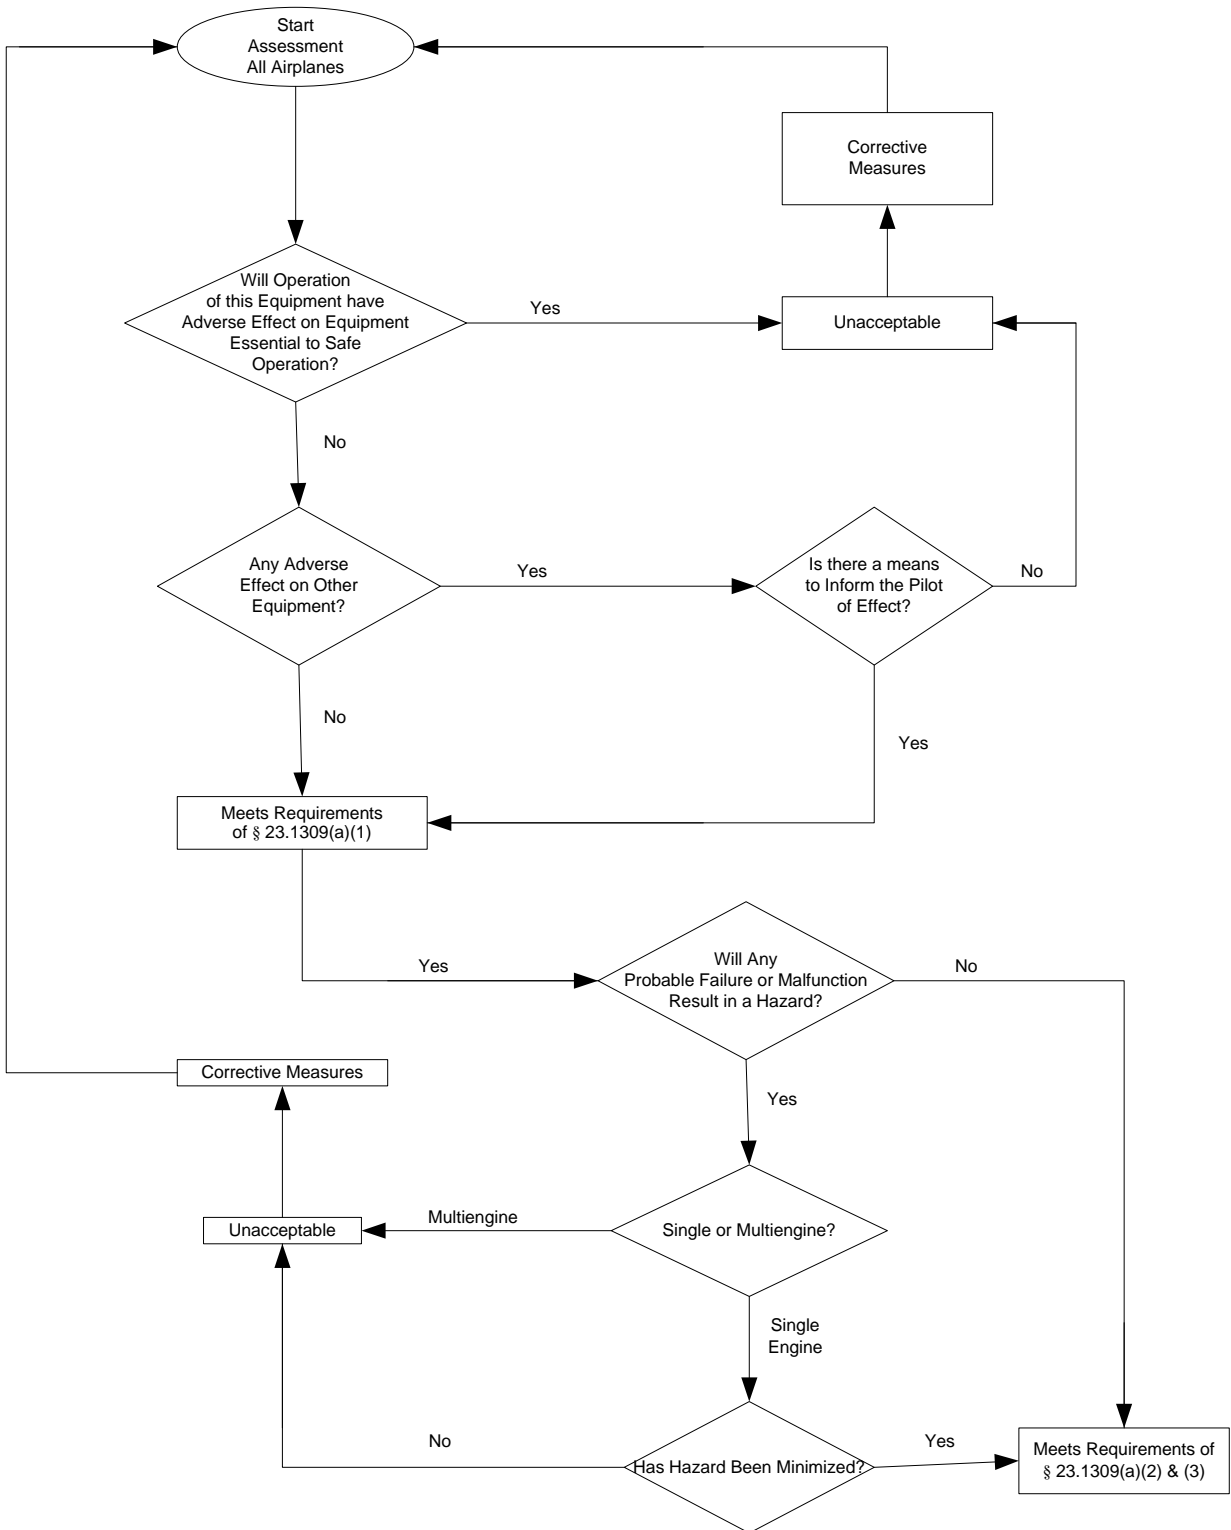 Start
Assessment
All Airplanes
Corrective
Measures
Will Operation
of this Equipment have
Adverse Effect on Equipment
Essential to Safe
Operation?
Yes
Unacceptable
No
Any Adverse
Effect on Other
Equipment?
Yes
Is there a means
to Inform the Pilot
of Effect?
No
No
Yes
Meets Requirements
of § 23.1309(a)(1)
Yes
Will Any
Probable Failure or Malfunction
Result in a Hazard?
No
Corrective Measures
Yes
Unacceptable
Multiengine
Single or Multiengine?
Single
Engine
No
Has Hazard Been Minimized?
Yes
Meets Requirements of
§ 23.1309(a)(2) & (3)